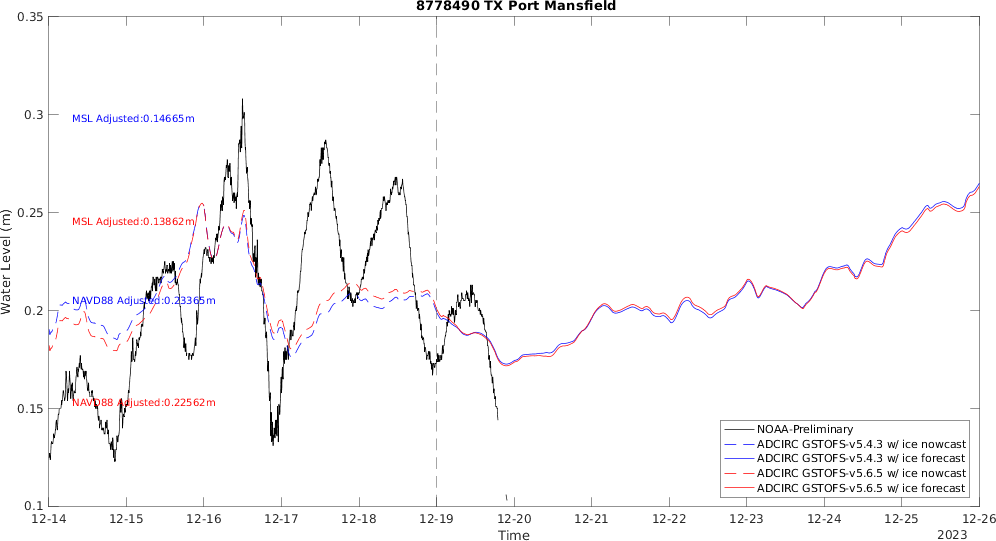 8778490 TX Port Mansfield
Water Level (m)
0.35
0.3
0.25
0.2
0.15
0.1
MSL Adjusted:0.14665m
MSL Adjusted:0.13862m
NAVD88 Adjusted:0.23365m
NAVD88 Adjusted:0.22562m
NOAA-Preliminary
ADCIRC GSTOFS-v5.4.3 w/ ice nowcast
ADCIRC GSTOFS-v5.4.3 w/ ice forecast
ADCIRC GSTOFS-v5.6.5 w/ ice nowcast
ADCIRC GSTOFS-v5.6.5 w/ ice forecast
12-14 12-15 12-16 12-17 12-18 12-19 12-20 12-21 12-22 12-23 12-24 12-25 12-26
Time
2023